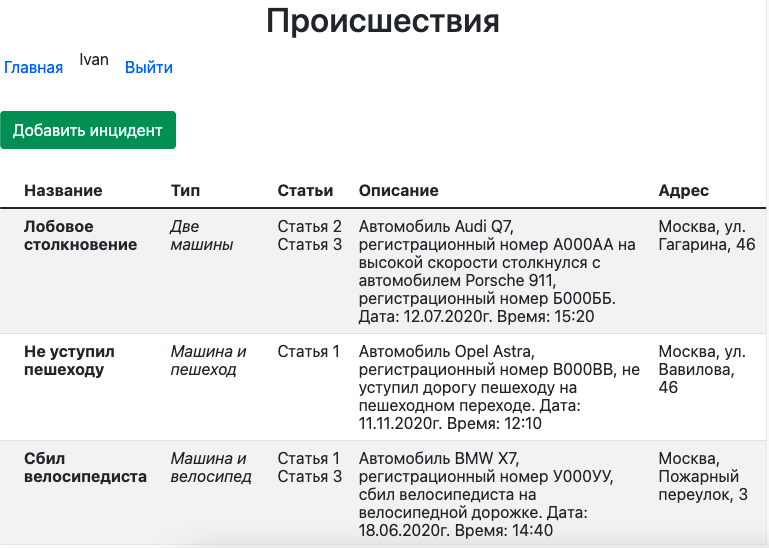 Происшествия
Главная Ivan Выйти
Добавить инцидент
Название Тип Статьи Описание Адрес
Лобовое столкновение
Две машины
Статья 2
Статья 3
Автомобиль Audi Q7,
регистрационный номер А000АА на
высокой скорости столкнулся с
автомобилем Porsche 911,
регистрационный номер Б000ББ.
Дата: 12.07.2020г. Время: 15:20
Москва, ул.
Гагарина, 46
Не уступил
пешеходу
Машина и
пешеход
Статья 1
Автомобиль Opel Astra,
регистрационный номер В000ВВ, не
уступил дорогу пешеходу на
пешеходном переходе. Дата:
11.11.2020г. Время: 12:10
Москва, ул.
Вавилова,
46
Сбил
велосипедиста
Машина и
велосипед
Статья 1
Статья 3
Автомобиль BMW X7,
регистрационный номер У000УУ,
сбил велосипедиста на
велосипедной дорожке. Дата:
18.06.2020г. Время: 14:40
Москва,
Пожарный
переулок, 3